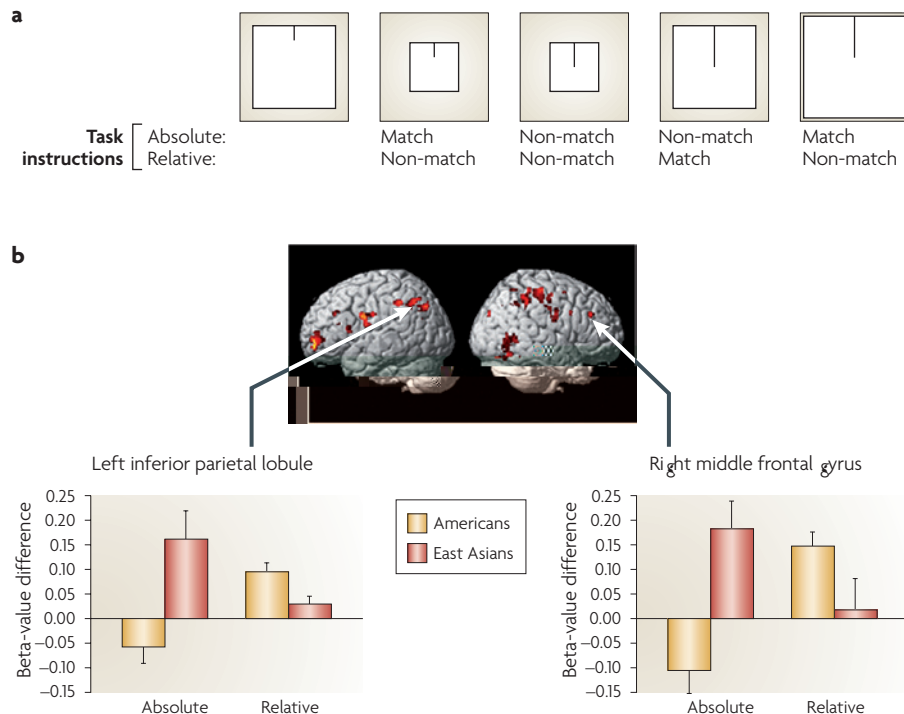 a
Task instructions
Absolute: Match Non-match Non-match Match
Relative: Non-match Non-match Match Non-match
b
Left inferior parietal lobule
Right middle frontal gyrus
Beta-value difference
0.25
0.20
0.15
0.10
0.05
0.00
–0.05
–0.10
–0.15
Absolute Relative
Americans
East Asians
Beta-value difference
0.25
0.20
0.15
0.10
0.05
0.00
–0.05
–0.10
–0.15
Absolute Relative